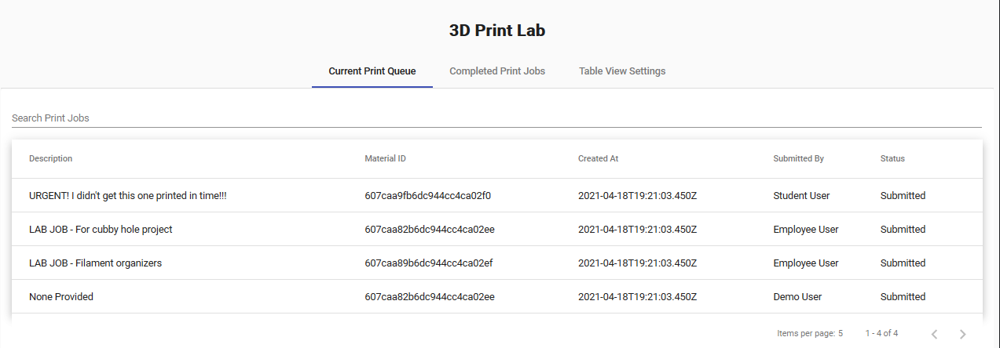 3D Print Lab
Current Print Queue Completed Print Jobs Table View Settings
Search Print Jobs
Description Material ID Created At Submitted By Status
URGENT! I didn't get this one printed in time!!! 607caa9fb6dc944cc4ca02f0 2021-04-18T19:21:03.450Z Student User Submitted
LAB JOB - For cubby hole project 607caa82b6dc944cc4ca02ee 2021-04-18T19:21:03.450Z Employee User Submitted
LAB JOB - Filament organizers 607caa89b6dc944cc4ca02ef 2021-04-18T19:21:03.450Z Employee User Submitted
None Provided 607caa82b6dc944cc4ca02ee 2021-04-18T19:21:03.450Z Demo User Submitted
Items per page: 5 1 - 4 of 4